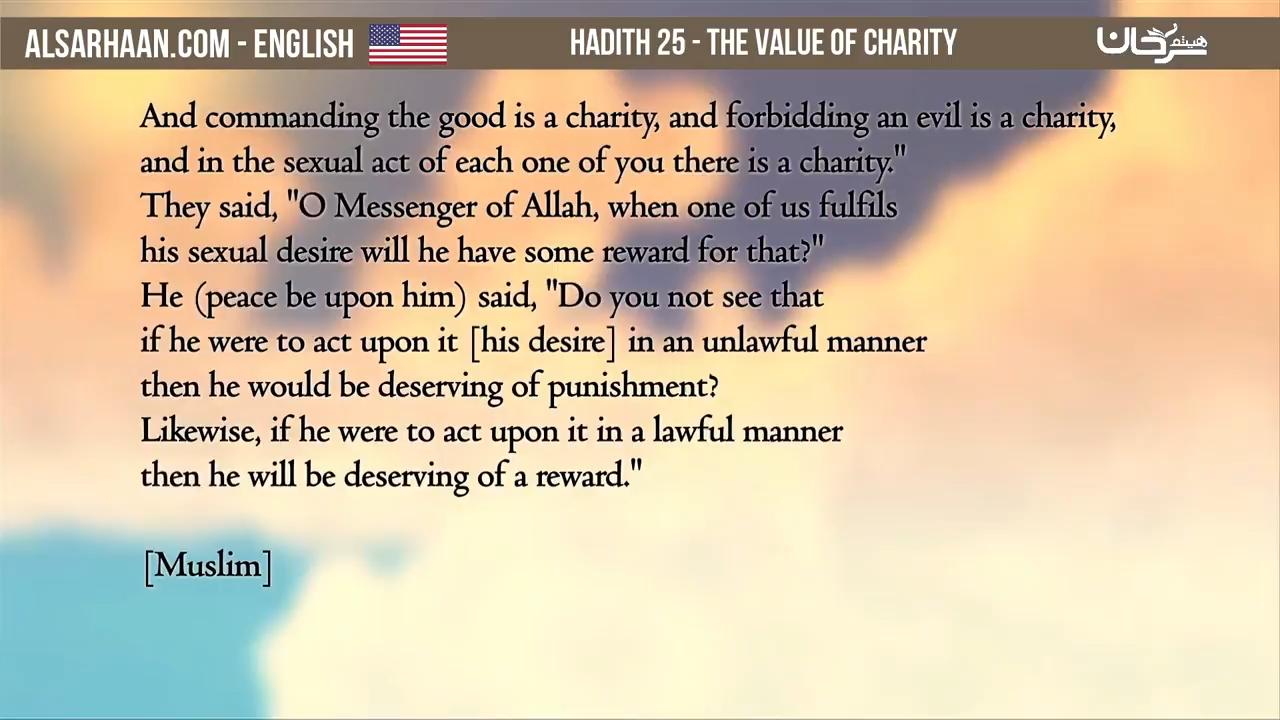 ALSARHAAN.COM - ENGLISH
HADITH 25 - THE VALUE OF CHARITY
هيثم سرحان
And commanding the good is a charity, and forbidding an evil is a charity,
and in the sexual act of each one of you there is a charity."
They said, "O Messenger of Allah, when one of us fulfils
his sexual desire will he have some reward for that?"
He (peace be upon him) said, "Do you not see that
if he were to act upon it [his desire] in an unlawful manner
then he would be deserving of punishment?
Likewise, if he were to act upon it in a lawful manner
then he will be deserving of a reward."
[Muslim]